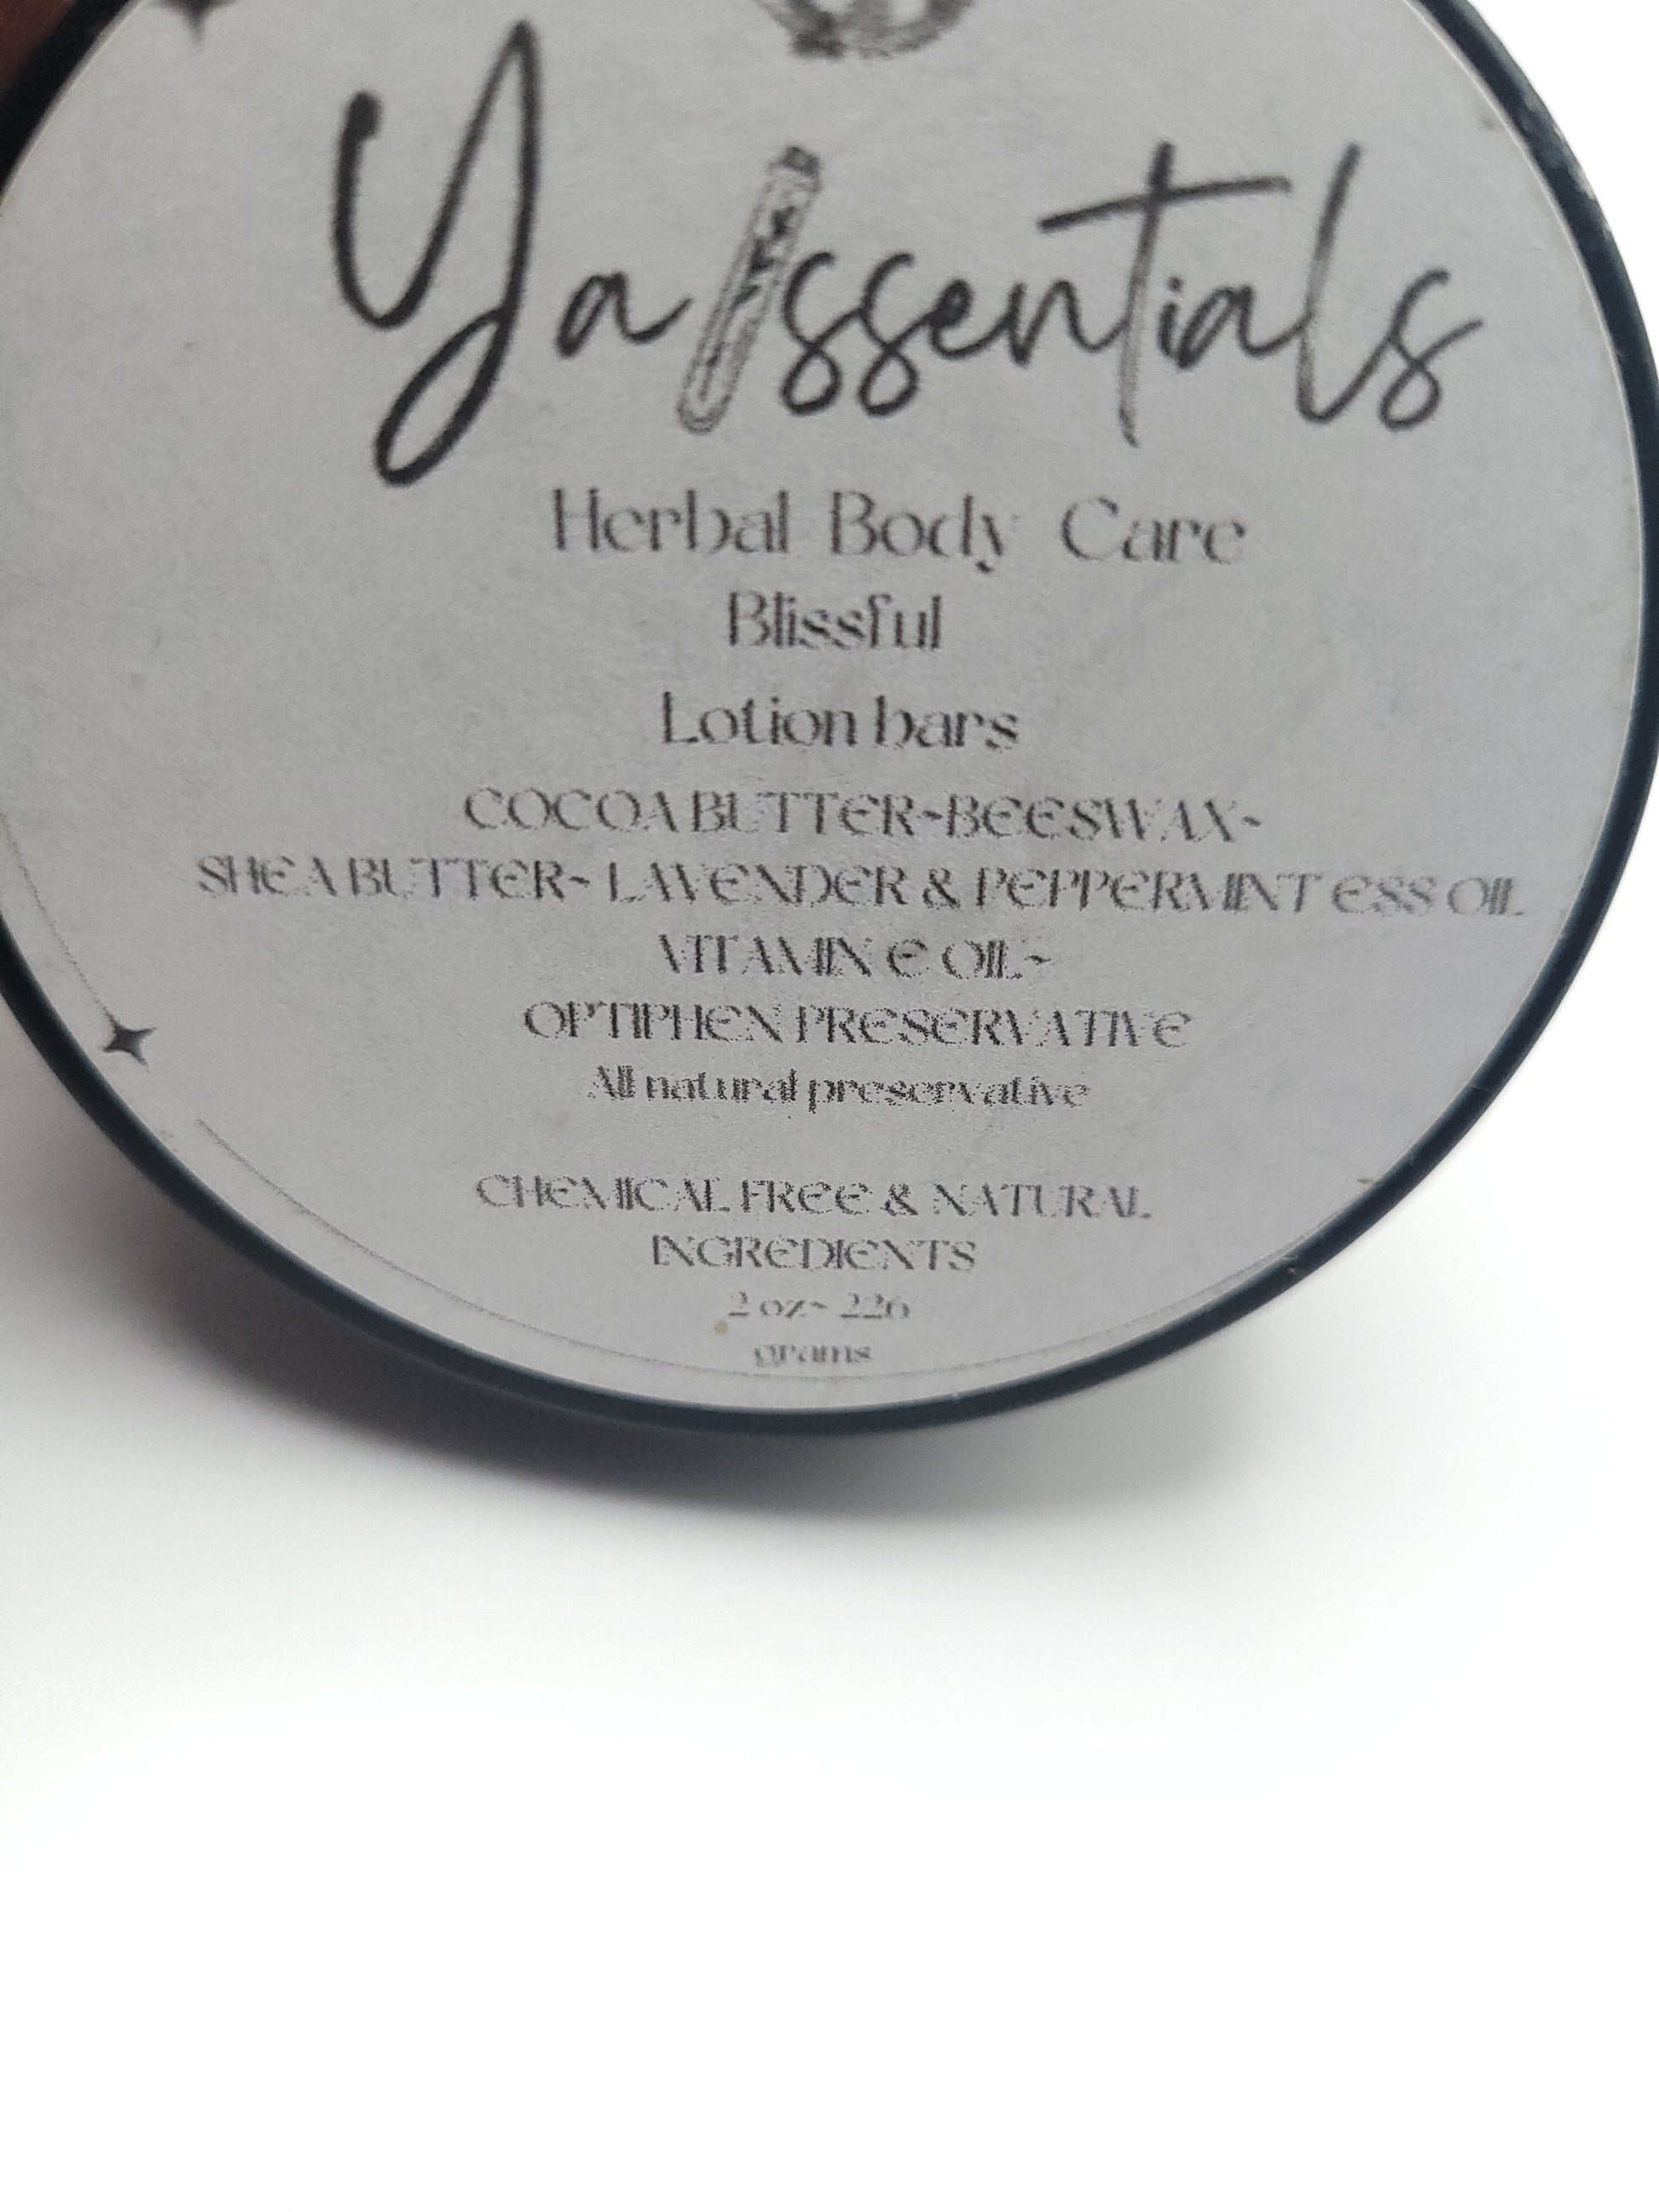 Ya ssentials
Herbal Body Care
Blissful
Lotion bars
COCOA BUTTER~BEESWAX~
SHEA BUTTER~ LAVENDER & PEPPERMINT ESS OIL
VITAMIN E OIL~
OPTIPHEN PRESERVATIVE
All natural preservative
CHEMICAL FREE & NATURAL
INGREDIENTS
2 oz~ 226
grams